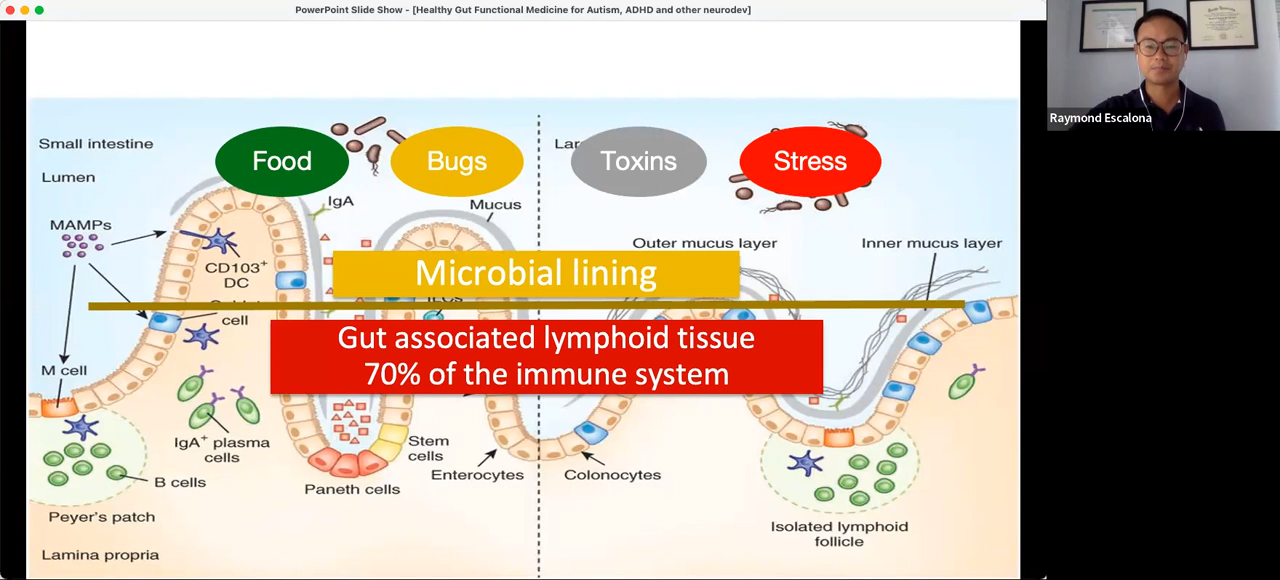 PowerPoint Slide Show - [Healthy Gut Functional Medicine for Autism, ADHD and other neurodev]
Raymond Escalona
Small intestine
Food
Bugs
Toxins
Stress
Lumen
IgA
Mucus
MAMPs
Outer mucus layer
Inner mucus layer
CD103+
DC
Microbial lining
cell
Gut associated lymphoid tissue
70% of the immune system
M cell
IgA+ plasma
cells
Stem
cells
B cells
Paneth cells
Enterocytes
Colonocytes
Peyer's patch
Isolated lymphoid
follicle
Lamina propria